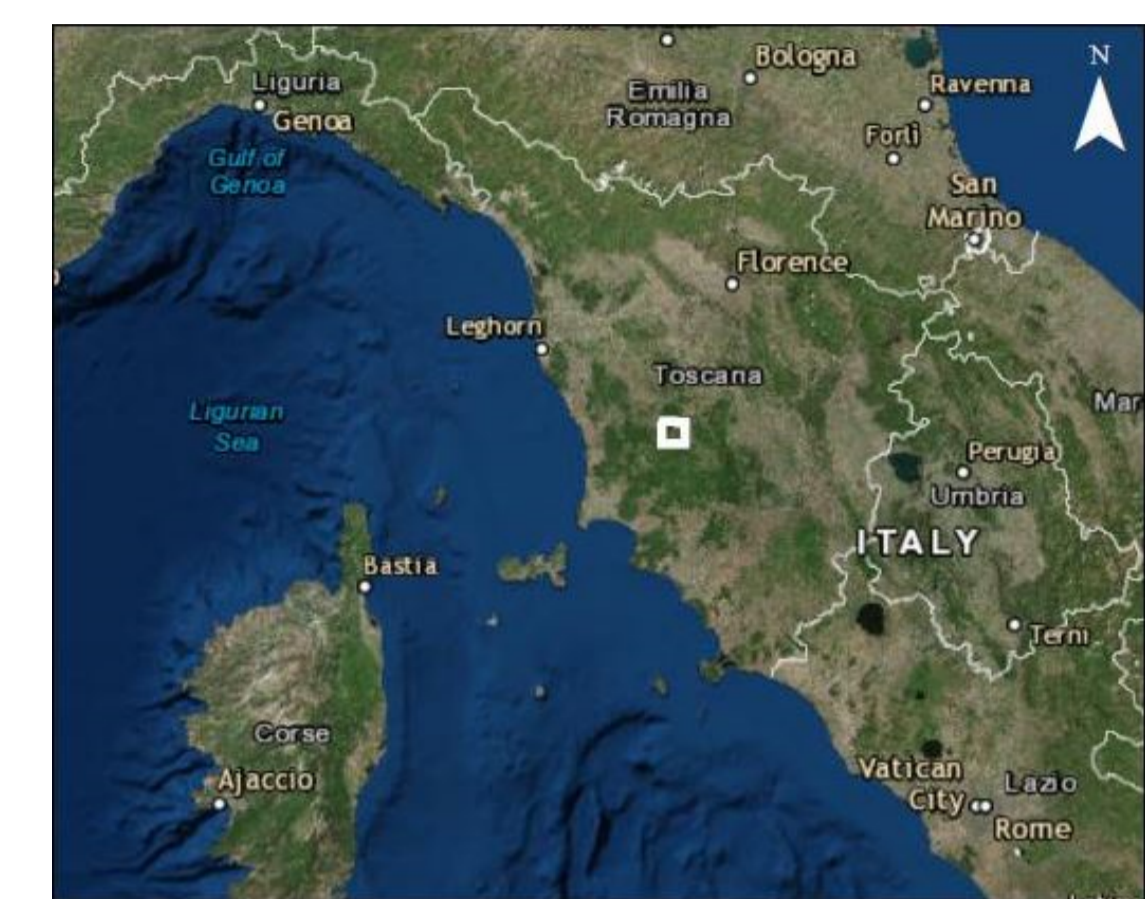 N
Bologna
Liguria
Emilia
Romagna
Ravenna
Genoa
Forlì
Gulf of
Genoa
San
Marino
Florence
Leghorn
Toscana
Mar
Ligurian
Sea
Perugia
Umbria
ITALY
Bastia
Terni
Corse
Ajaccio
Vatican
City
Lazio
Rome